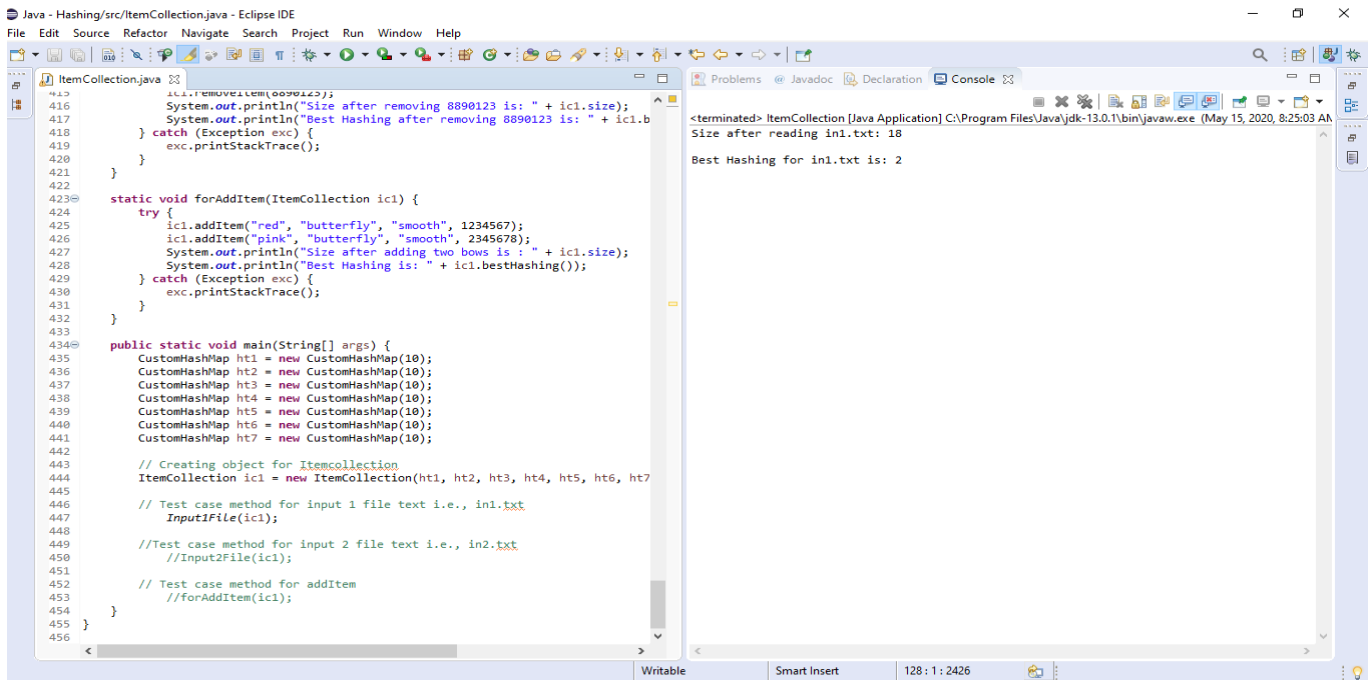 Java - Hashing/src/ItemCollection.java - Eclipse IDE
File Edit Source Refactor Navigate Search Project Run Window Help
ItemCollection.java
415 ic1.removeItem(8890123);
416 System.out.println("Size after removing 8890123 is: " + ic1.size);
417 System.out.println("Best Hashing after removing 8890123 is: " + ic1.b
418 } catch (Exception exc) {
419 exc.printStackTrace();
420 }
421 }
422
423 static void forAddItem(ItemCollection ic1) {
424 try {
425 ic1.addItem("red", "butterfly", "smooth", 1234567);
426 ic1.addItem("pink", "butterfly", "smooth", 2345678);
427 System.out.println("Size after adding two bows is : " + ic1.size);
428 System.out.println("Best Hashing is: " + ic1.bestHashing());
429 } catch (Exception exc) {
430 exc.printStackTrace();
431 }
432 }
433
434 public static void main(String[] args) {
435 CustomHashMap ht1 = new CustomHashMap(10);
436 CustomHashMap ht2 = new CustomHashMap(10);
437 CustomHashMap ht3 = new CustomHashMap(10);
438 CustomHashMap ht4 = new CustomHashMap(10);
439 CustomHashMap ht5 = new CustomHashMap(10);
440 CustomHashMap ht6 = new CustomHashMap(10);
441 CustomHashMap ht7 = new CustomHashMap(10);
442
443 // Creating object for Itemcollection
444 ItemCollection ic1 = new ItemCollection(ht1, ht2, ht3, ht4, ht5, ht6, ht7
445
446 // Test case method for input 1 file text i.e., in1.txt
447 Input1File(ic1);
448
449 //Test case method for input 2 file text i.e., in2.txt
450 //Input2File(ic1);
451
452 // Test case method for addItem
453 //forAddItem(ic1);
454 }
455 }
456
Problems @ Javadoc Declaration Console
<terminated> ItemCollection [Java Application] C:\Program Files\Java\jdk-13.0.1\bin\javaw.exe (May 15, 2020, 8:25:03 AM
Size after reading in1.txt: 18
Best Hashing for in1.txt is: 2
Writable Smart Insert 128 : 1 : 2426